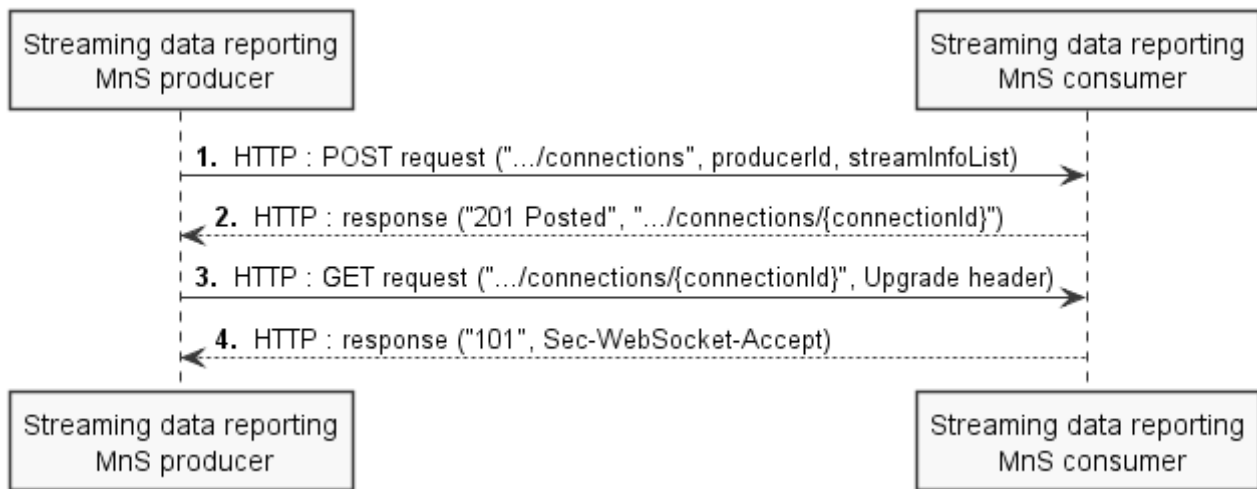 Streaming data reporting
MnS producer
Streaming data reporting
MnS consumer
1. HTTP : POST request (".../connections", producerId, streamInfoList)
2. HTTP : response ("201 Posted", ".../connections/{connectionId}")
3. HTTP : GET request (".../connections/{connectionId}", Upgrade header)
4. HTTP : response ("101", Sec-WebSocket-Accept)
Streaming data reporting
MnS producer
Streaming data reporting
MnS consumer